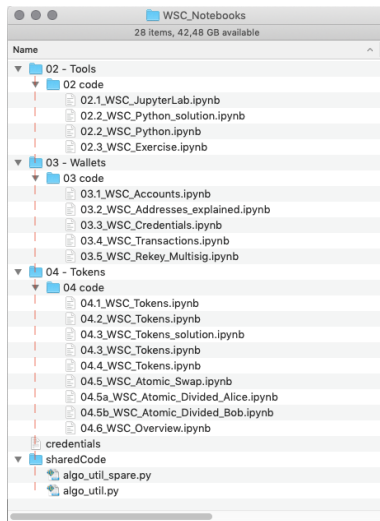 WSC_Notebooks
28 items, 42,48 GB available
Name
02 - Tools
02 code
02.1_WSC_JupyterLab.ipynb
02.2_WSC_Python_solution.ipynb
02.2_WSC_Python.ipynb
02.3_WSC_Exercise.ipynb
03 - Wallets
03 code
03.1_WSC_Accounts.ipynb
03.2_WSC_Addresses_explained.ipynb
03.3_WSC_Credentials.ipynb
03.4_WSC_Transactions.ipynb
03.5_WSC_Rekey_Multisig.ipynb
04 - Tokens
04 code
04.1_WSC_Tokens.ipynb
04.2_WSC_Tokens.ipynb
04.3_WSC_Tokens_solution.ipynb
04.3_WSC_Tokens.ipynb
04.4_WSC_Tokens.ipynb
04.5_WSC_Atomic_Swap.ipynb
04.5a_WSC_Atomic_Divided_Alice.ipynb
04.5b_WSC_Atomic_Divided_Bob.ipynb
04.6_WSC_Overview.ipynb
credentials
sharedCode
algo_util_spare.py
algo_util.py